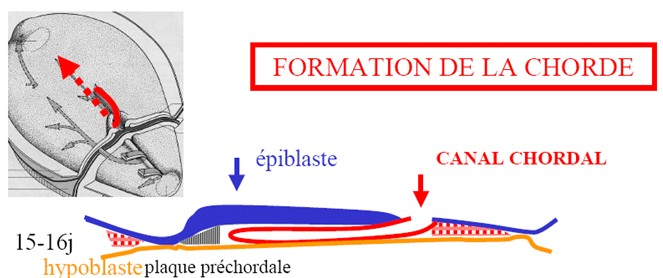 FORMATION DE LA CHORDE
épiblaste
CANAL CHORDAL
15-16j
hypoblaste plaque préchordale